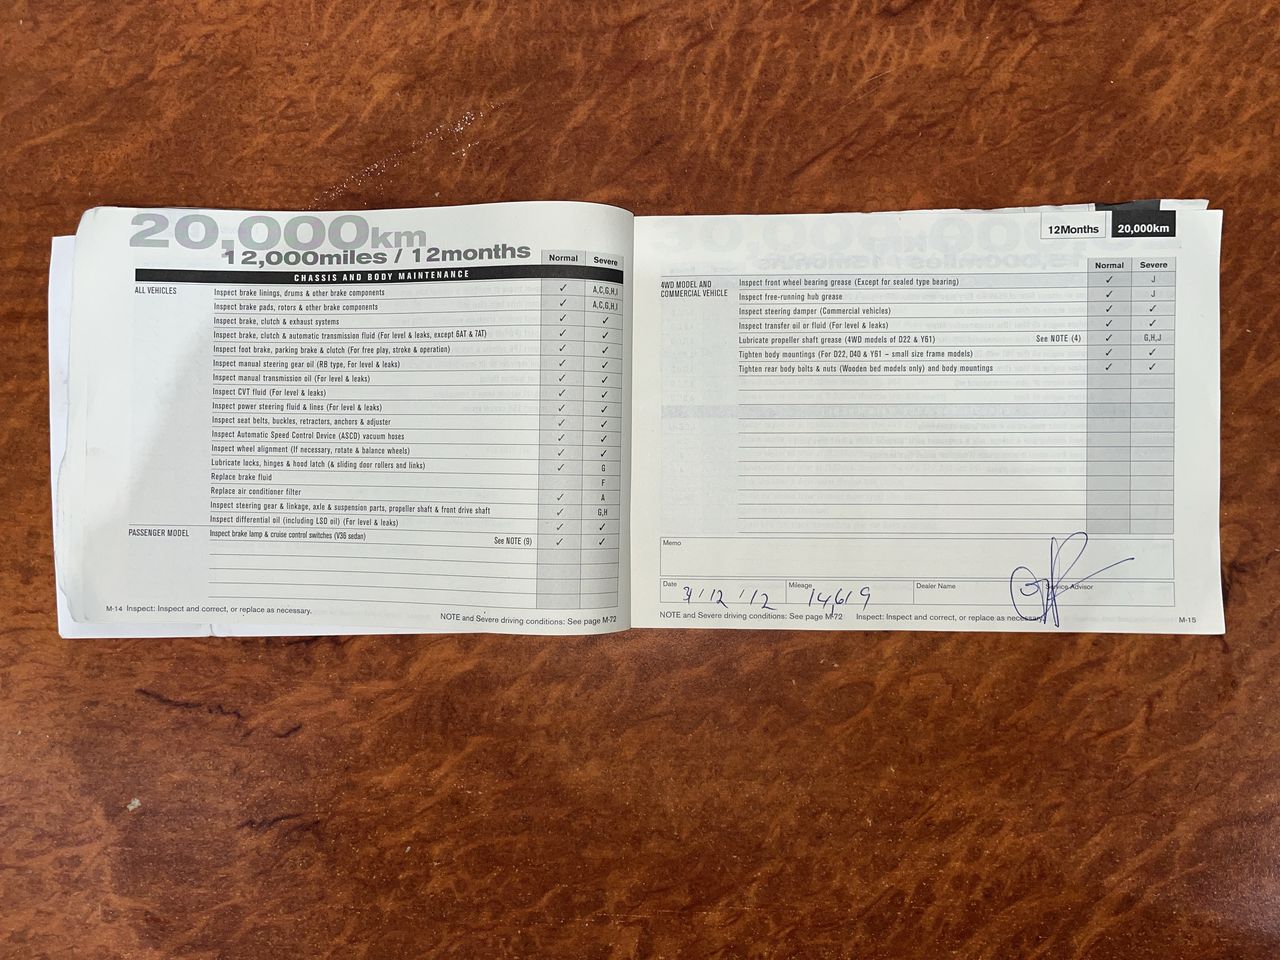 20,000km
12,000miles / 12months
Normal Severe
CHASSIS AND BODY MAINTENANCE
ALL VEHICLES
Inspect brake linings, drums & other brake components ✓ A,C,G,H,I
Inspect brake pads, rotors & other brake components ✓ A,C,G,H,I
Inspect brake, clutch & exhaust systems ✓ ✓
Inspect brake, clutch & automatic transmission fluid (For level & leaks, except 6AT & 7AT) ✓ ✓
Inspect foot brake, parking brake & clutch (For free play, stroke & operation) ✓ ✓
Inspect manual steering gear oil (RB type, For level & leaks) ✓ ✓
Inspect manual transmission oil (For level & leaks) ✓ ✓
Inspect CVT fluid (For level & leaks) ✓ ✓
Inspect power steering fluid & lines (For level & leaks) ✓ ✓
Inspect seat belts, buckles, retractors, anchors & adjuster ✓ ✓
Inspect Automatic Speed Control Device (ASCD) vacuum hoses ✓ ✓
Inspect wheel alignment (If necessary, rotate & balance wheels) ✓ ✓
Lubricate locks, hinges & hood latch (& sliding door rollers and links) ✓ G
Replace brake fluid F
Replace air conditioner filter ✓ A
Inspect steering gear & linkage, axle & suspension parts, propeller shaft & front drive shaft ✓ G,H
Inspect differential oil (including LSD oil) (For level & leaks) ✓ ✓
PASSENGER MODEL Inspect brake lamp & cruise control switches (V36 sedan) See NOTE (9) ✓ ✓
M-14 Inspect: Inspect and correct, or replace as necessary.
NOTE and Severe driving conditions: See page M-72
12Months 20,000km
Normal Severe
4WD MODEL AND
COMMERCIAL VEHICLE
Inspect front wheel bearing grease (Except for sealed type bearing) ✓ J
Inspect free-running hub grease ✓ J
Inspect steering damper (Commercial vehicles) ✓ ✓
Inspect transfer oil or fluid (For level & leaks) ✓ ✓
Lubricate propeller shaft grease (4WD models of D22 & Y61) See NOTE (4) ✓ G,H,J
Tighten body mountings (For D22, D40 & Y61 – small size frame models) ✓ ✓
Tighten rear body bolts & nuts (Wooden bed models only) and body mountings ✓ ✓
Memo
Date 31/12/12 Mileage 14,619 Dealer Name Service Advisor
NOTE and Severe driving conditions: See page M-72 Inspect: Inspect and correct, or replace as necessary.
M-15